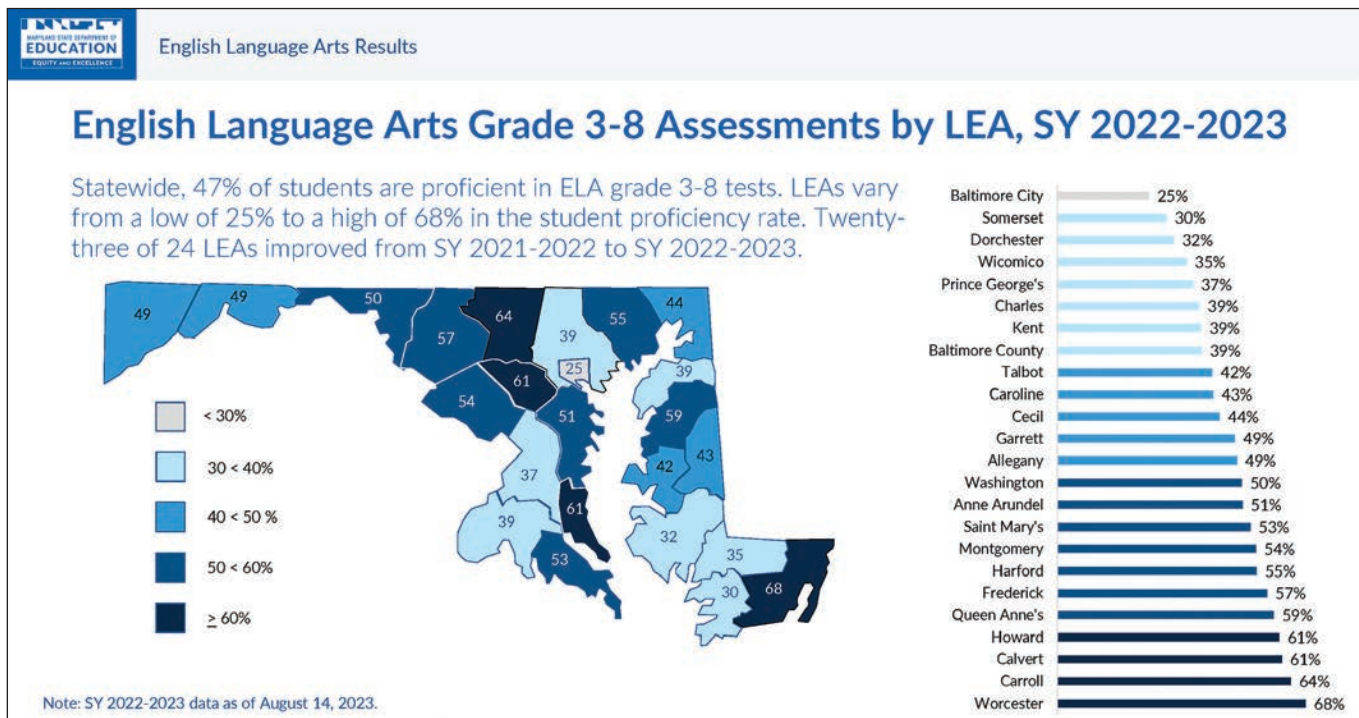 MARYLAND STATE DEPARTMENT OF
EDUCATION
EQUITY AND EXCELLENCE
English Language Arts Results
English Language Arts Grade 3-8 Assessments by LEA, SY 2022-2023
Statewide, 47% of students are proficient in ELA grade 3-8 tests. LEAs vary
from a low of 25% to a high of 68% in the student proficiency rate. Twenty-
three of 24 LEAs improved from SY 2021-2022 to SY 2022-2023.
49
49
50
57
64
39
25
55
44
61
39
54
51
59
37
42
43
61
39
32
53
35
30
68
< 30%
30 < 40%
40 < 50 %
50 < 60%
≥ 60%
Baltimore City 25%
Somerset 30%
Dorchester 32%
Wicomico 35%
Prince George's 37%
Charles 39%
Kent 39%
Baltimore County 39%
Talbot 42%
Caroline 43%
Cecil 44%
Garrett 49%
Allegany 49%
Washington 50%
Anne Arundel 51%
Saint Mary's 53%
Montgomery 54%
Harford 55%
Frederick 57%
Queen Anne's 59%
Howard 61%
Calvert 61%
Carroll 64%
Worcester 68%
Note: SY 2022-2023 data as of August 14, 2023.